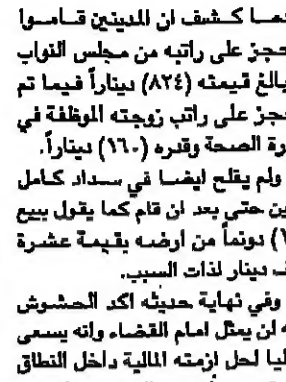 كما كشف ان المدينين قاموا
حجز على راتبه من مجلس النواب
بالغ قيمته (٨٢٤) ديناراً فيما تم
حجز على راتب زوجته الموظفة في
رة الصحة وقدره (١٦٠) ديناراً.
ولم يفلح ايضا في سداد كامل
ين حتى بعد ان قام كما يقول ببيع
) دونماً من ارضه بقيمة عشرة
ف دينار لذات السبب.
وفي نهاية حديثه اكد الحشوش
ه لن يمثل امام القضاء وانه يسعى
ليا لحل ازمته المالية داخل النطاق